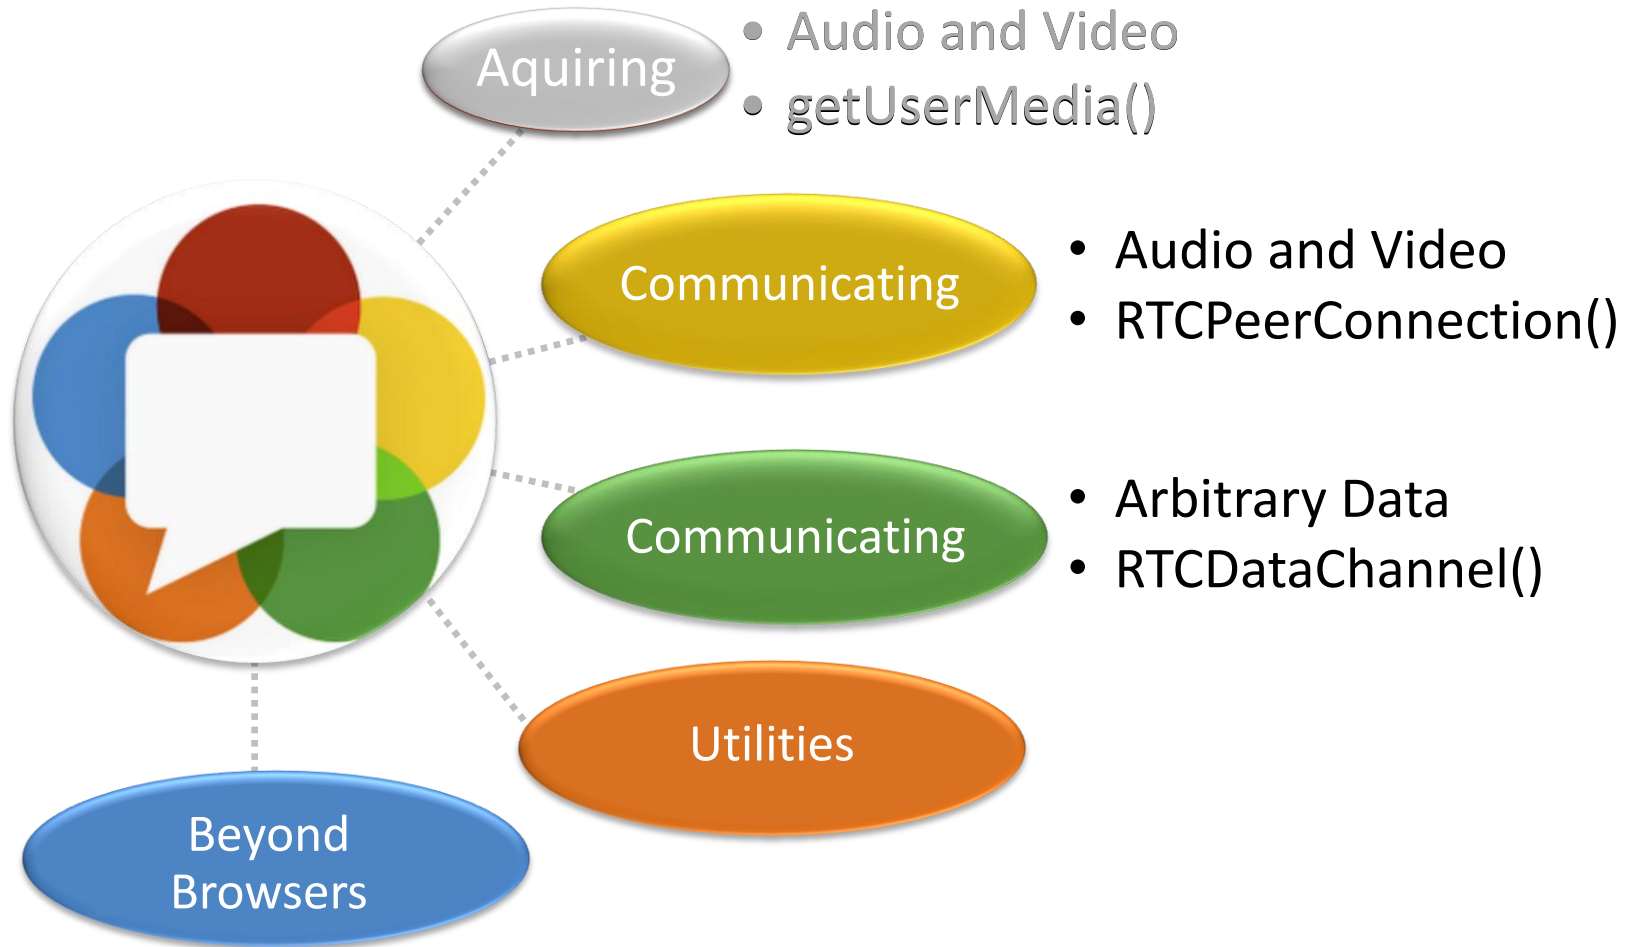 Aquiring
• Audio and Video
• getUserMedia()
Communicating
• Audio and Video
• RTCPeerConnection()
Communicating
• Arbitrary Data
• RTCDataChannel()
Utilities
Beyond
Browsers